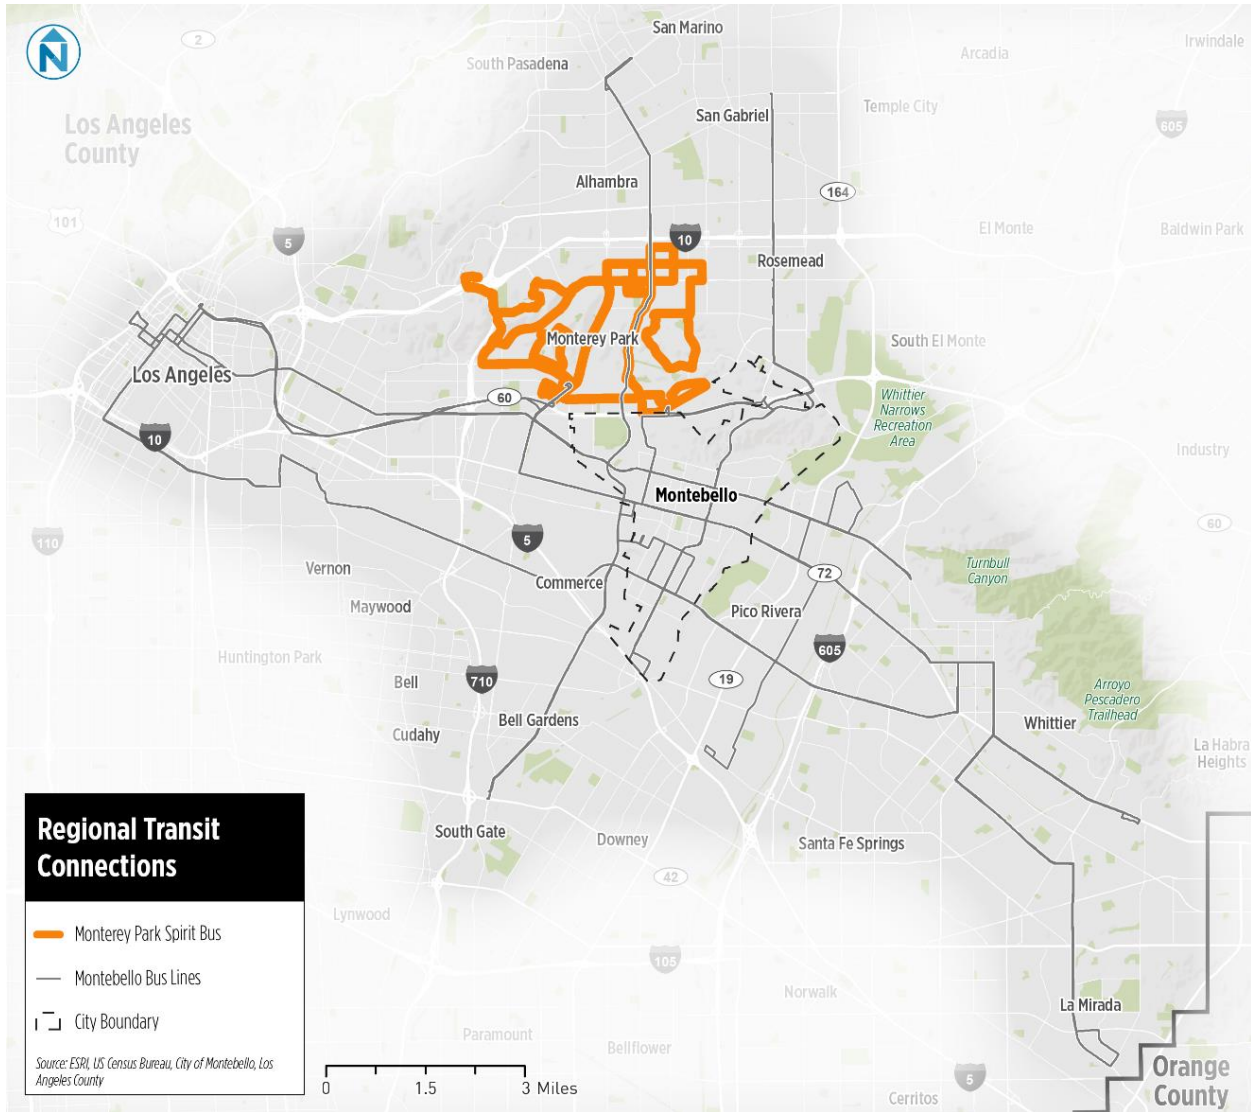 N
San Marino
2
South Pasadena
Arcadia
Irwindale
Los Angeles
County
San Gabriel
Temple City
605
Alhambra
164
101
5
10
El Monte
Baldwin Park
Rosemead
Monterey Park
South El Monte
Los Angeles
60
Whittier
Narrows
Recreation
Area
10
Industry
Montebello
60
110
5
Vernon
Commerce
72
Turnbull
Canyon
Maywood
Pico Rivera
Huntington Park
605
Bell
710
19
Arroyo
Pescadero
Trailhead
Bell Gardens
Whittier
Cudahy
La Habra
Heights
South Gate
Downey
Santa Fe Springs
42
Lynwood
105
Norwalk
La Mirada
Paramount
Bellflower
5
Orange
County
Cerritos
Regional Transit
Connections
Monterey Park Spirit Bus
Montebello Bus Lines
City Boundary
Source: ESRI, US Census Bureau, City of Montebello, Los
Angeles County
0 1.5 3 Miles